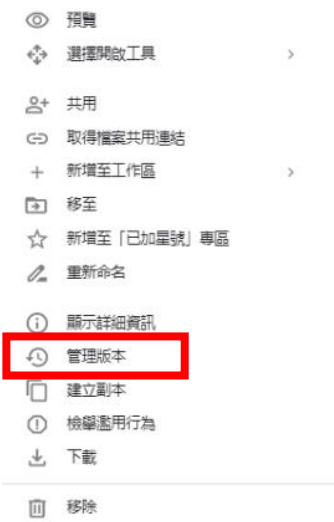 預覽
選擇開啟工具
共用
取得檔案共用連結
新增至工作區
移至
新增至「已加星號」專區
重新命名
顯示詳細資訊
管理版本
建立副本
檢舉濫用行為
下載
移除